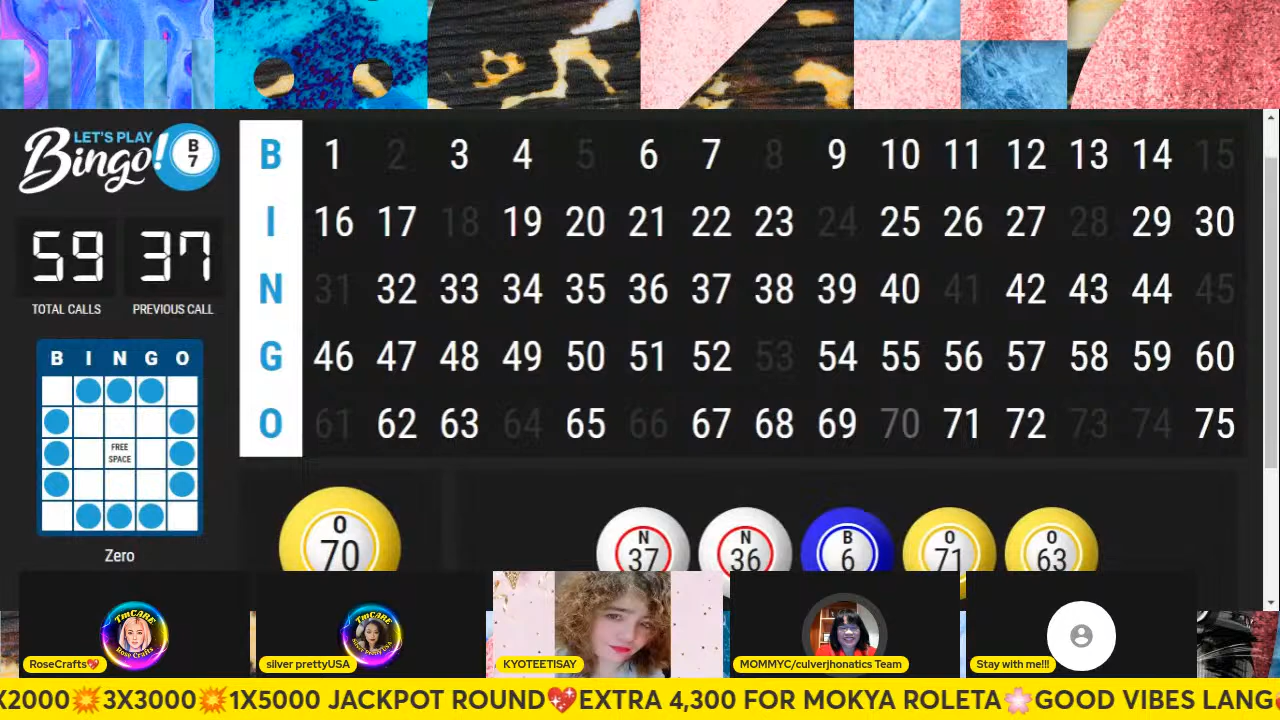 LET'S PLAY
Bingo!
B
7
59 37
TOTAL CALLS PREVIOUS CALL
B 1 2 3 4 5 6 7 8 9 10 11 12 13 14 15
I 16 17 18 19 20 21 22 23 24 25 26 27 28 29 30
N 31 32 33 34 35 36 37 38 39 40 41 42 43 44 45
G 46 47 48 49 50 51 52 53 54 55 56 57 58 59 60
O 61 62 63 64 65 66 67 68 69 70 71 72 73 74 75
B I N G O
FREE
SPACE
Zero
O
70
N
37
N
36
B
6
O
71
O
63
RoseCrafts💖
silver prettyUSA
KYOTEETISAY
MOMMYC/culverjhonatics Team
Stay with me!!!
X2000💥3X3000💥1X5000 JACKPOT ROUND💖EXTRA 4,300 FOR MOKYA ROLETA🌸GOOD VIBES LANG